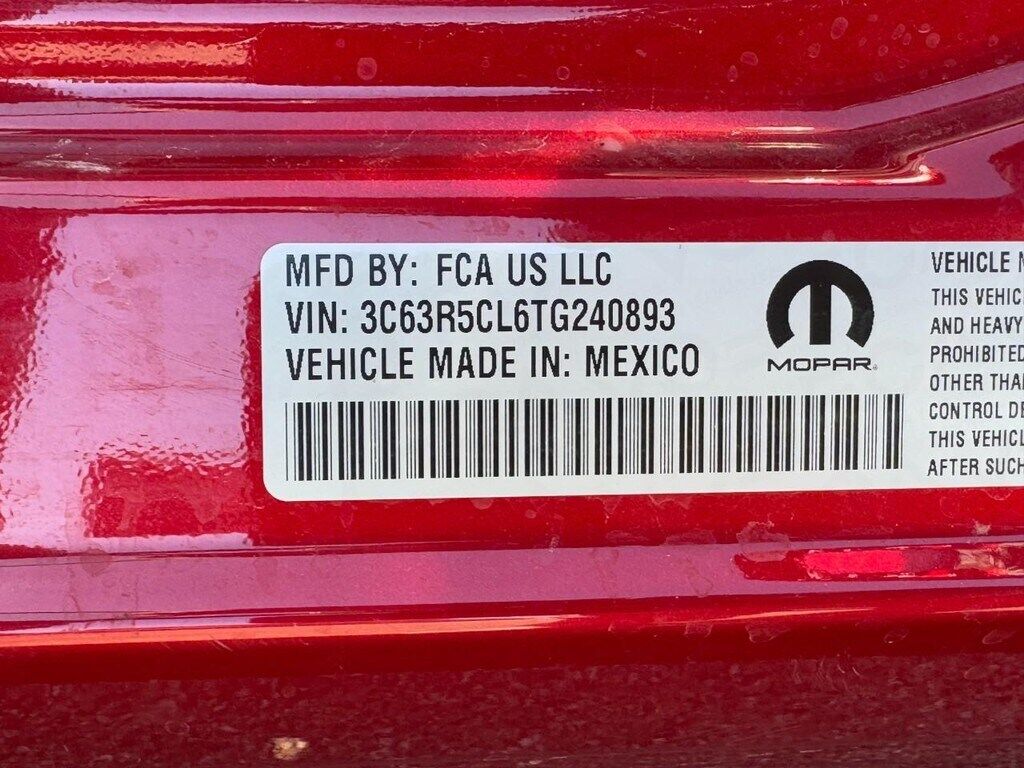 MFD BY: FCA US LLC
VIN: 3C63R5CL6TG240893
VEHICLE MADE IN: MEXICO
MOPAR
VEHICLE
THIS VEHIC
AND HEAVY
PROHIBITED
OTHER THA
CONTROL DE
THIS VEHICL
AFTER SUCH